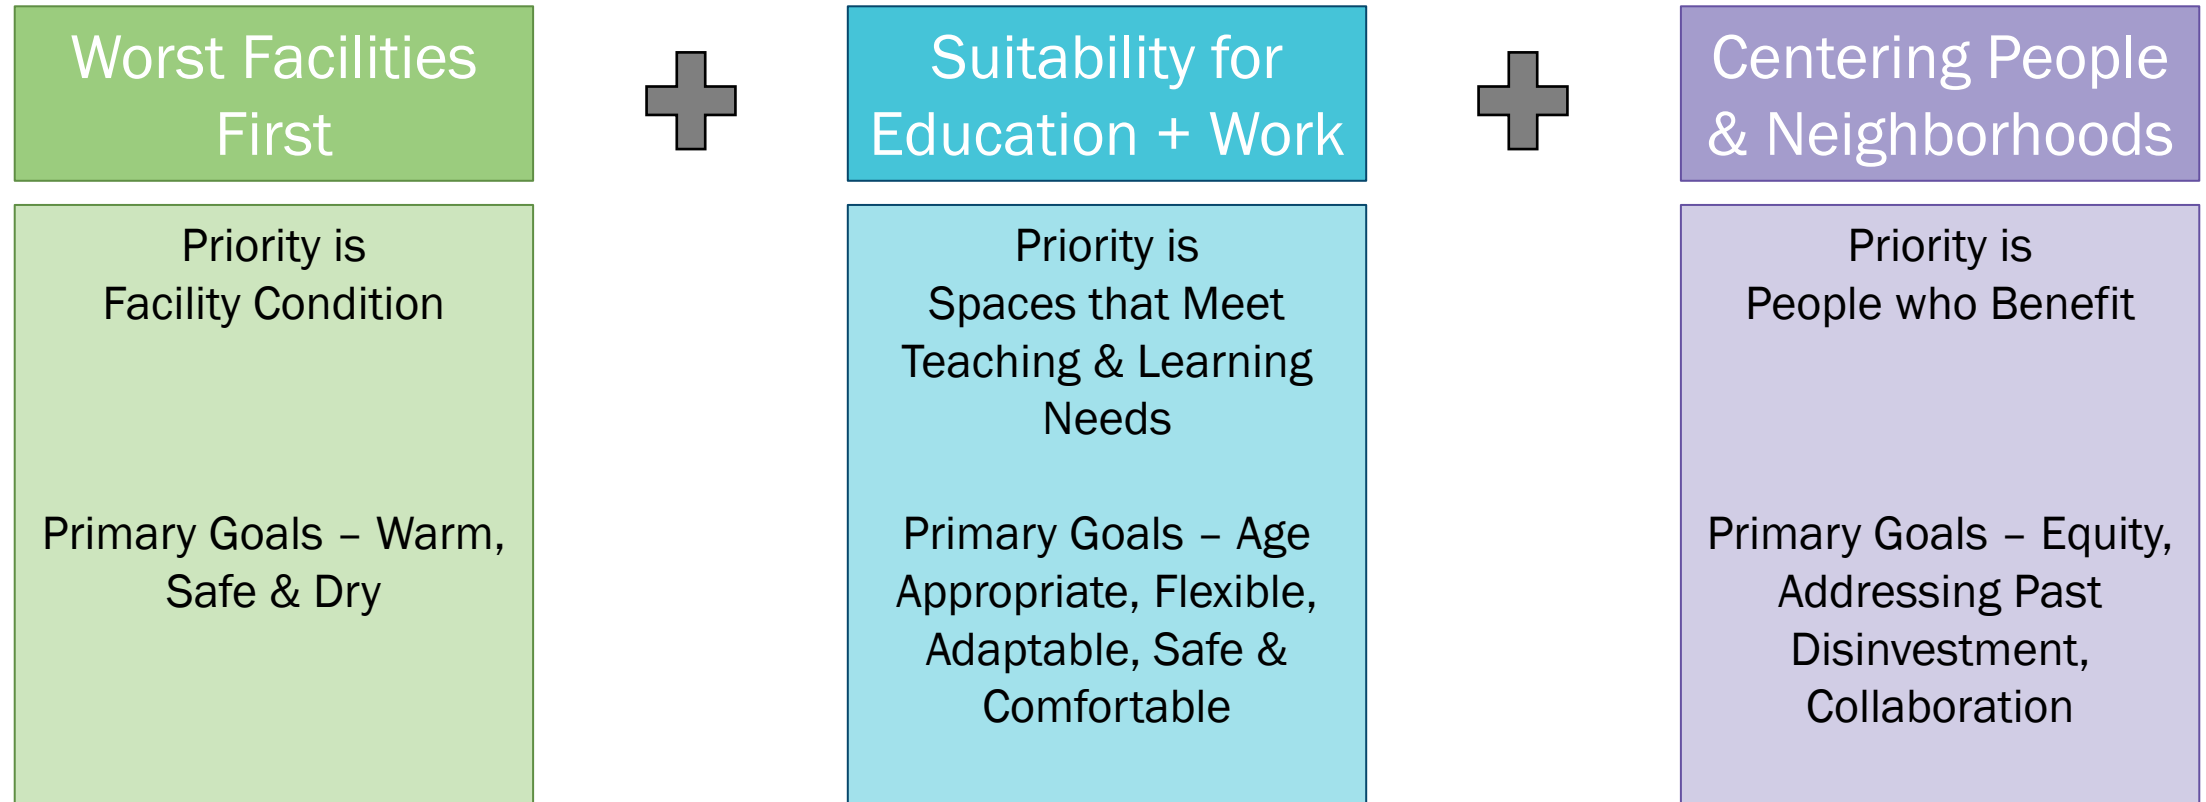 Worst Facilities
First
Suitability for
Education + Work
Centering People
& Neighborhoods
Priority is
Facility Condition
Primary Goals – Warm,
Safe & Dry
Priority is
Spaces that Meet
Teaching & Learning
Needs
Primary Goals – Age
Appropriate, Flexible,
Adaptable, Safe &
Comfortable
Priority is
People who Benefit
Primary Goals – Equity,
Addressing Past
Disinvestment,
Collaboration